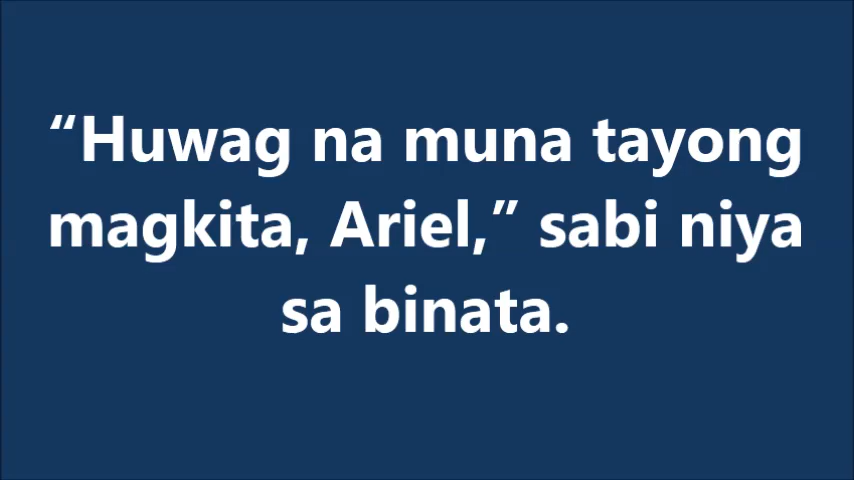 “Huwag na muna tayong
magkita, Ariel,” sabi niya
sa binata.